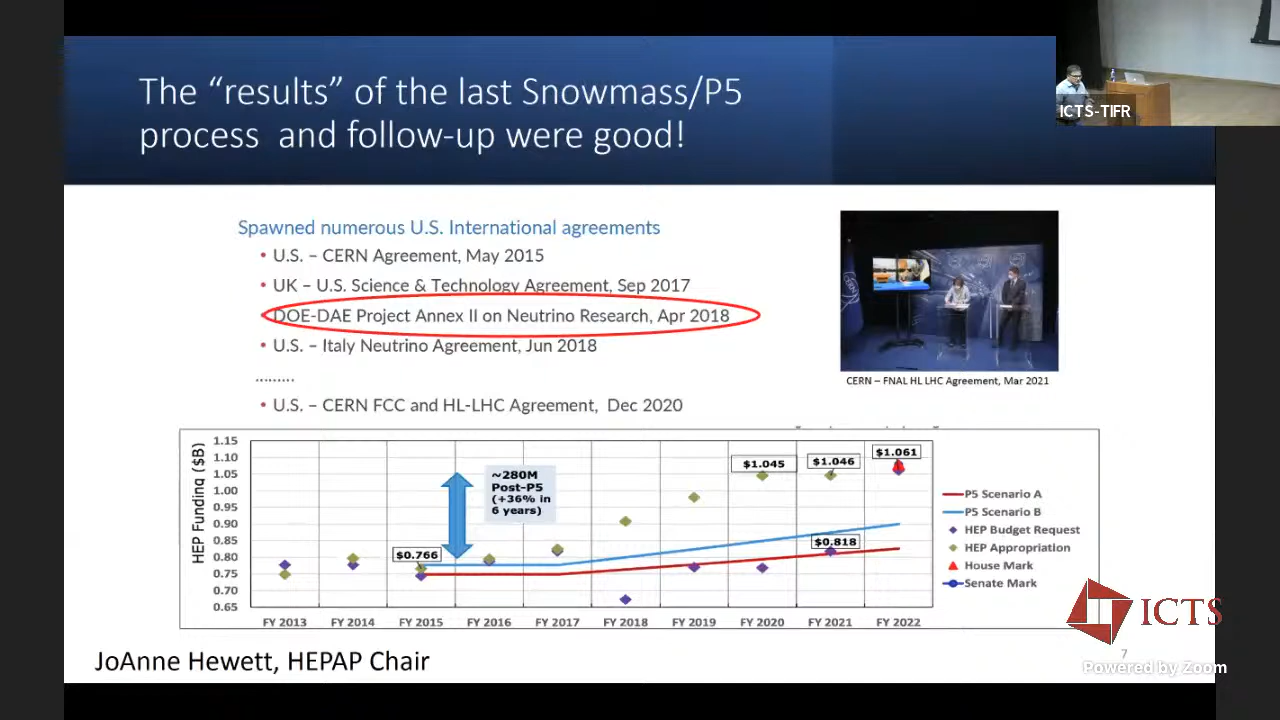 The “results” of the last Snowmass/P5
process and follow-up were good!
ICTS-TIFR
Spawned numerous U.S. International agreements
• U.S. – CERN Agreement, May 2015
• UK – U.S. Science & Technology Agreement, Sep 2017
• DOE-DAE Project Annex II on Neutrino Research, Apr 2018
• U.S. – Italy Neutrino Agreement, Jun 2018
.........
• U.S. – CERN FCC and HL-LHC Agreement, Dec 2020
CERN
CERN – FNAL HL LHC Agreement, Mar 2021
HEP Funding ($B)
1.15
1.10
1.05
1.00
0.95
0.90
0.85
0.80
0.75
0.70
0.65
~280M
Post-P5
(+36% in
6 years)
$0.766
$1.045
$1.046
$1.061
$0.818
FY 2013
FY 2014
FY 2015
FY 2016
FY 2017
FY 2018
FY 2019
FY 2020
FY 2021
FY 2022
P5 Scenario A
P5 Scenario B
HEP Budget Request
HEP Appropriation
House Mark
Senate Mark
ICTS
JoAnne Hewett, HEPAP Chair
7
Powered by Zoom